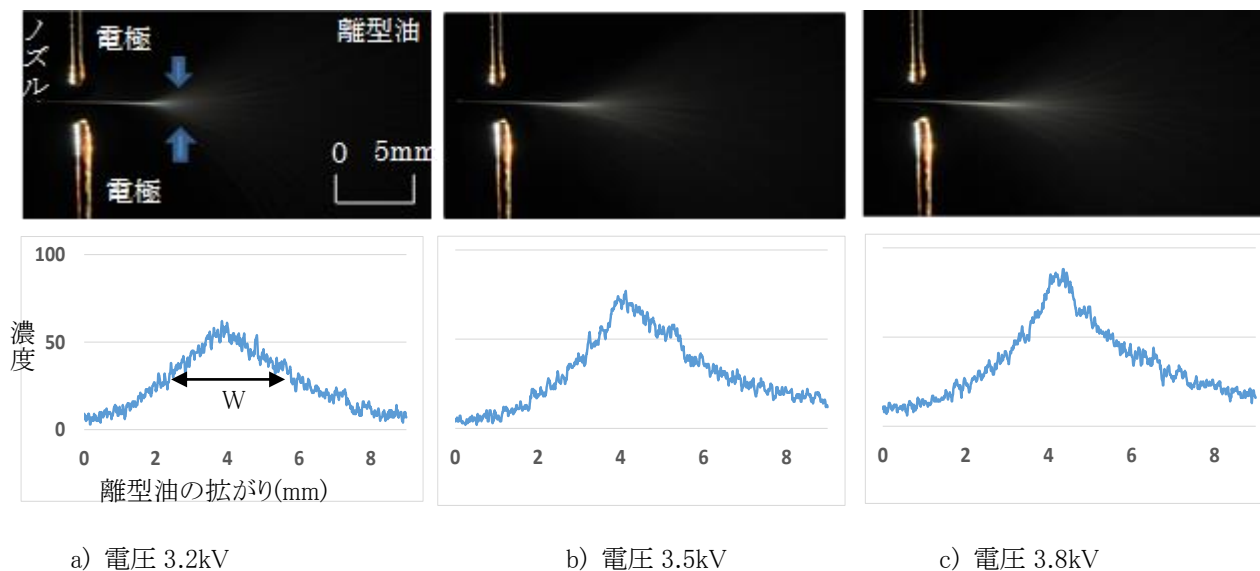 ノズル
電極
離型油
電極
0 5mm
100
50
0
濃度
W
0 2 4 6 8
離型油の拡がり(mm)
0 2 4 6 8
0 2 4 6 8
a) 電圧 3.2kV
b) 電圧 3.5kV
c) 電圧 3.8kV